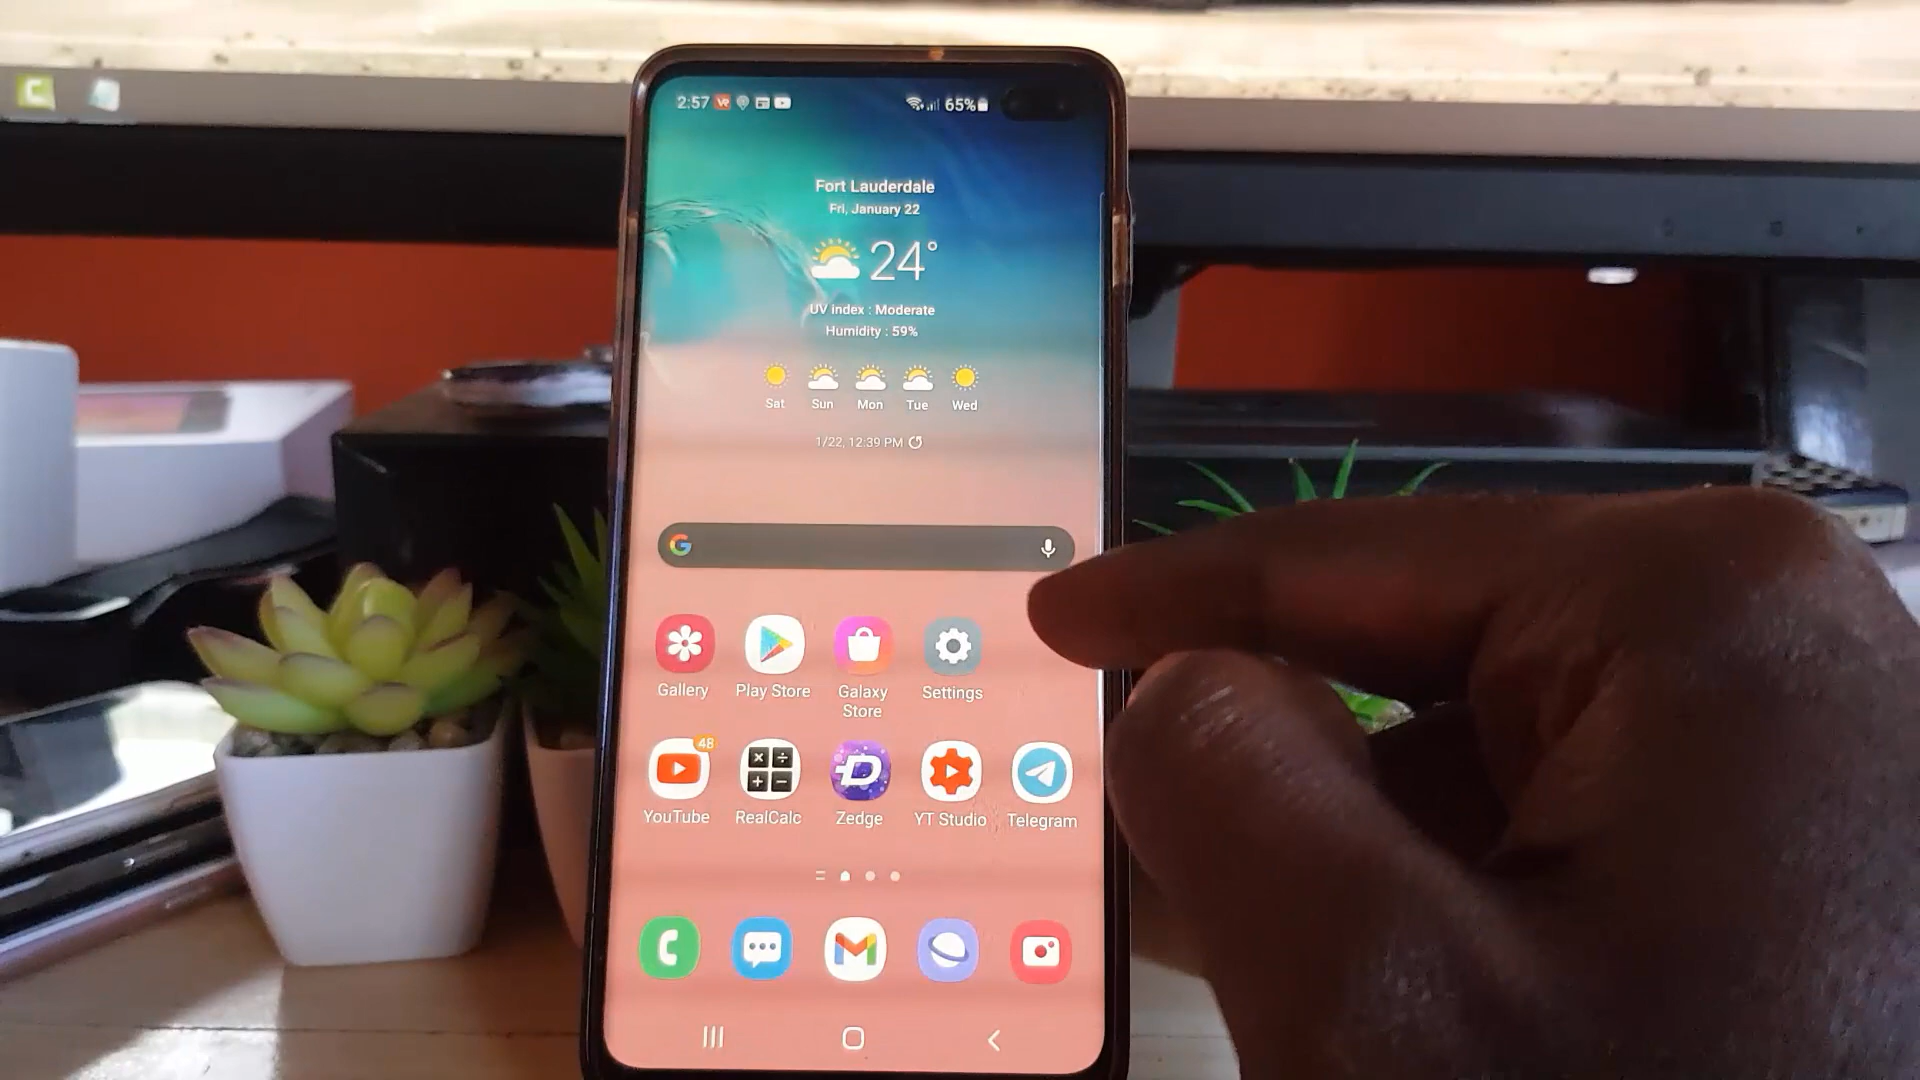 2:57
65%
Fort Lauderdale
Fri, January 22
24°
UV index : Moderate
Humidity : 59%
Sat Sun Mon Tue Wed
1/22, 12:39 PM
Gallery Play Store Galaxy Store Settings
48
YouTube RealCalc Zedge YT Studio Telegram